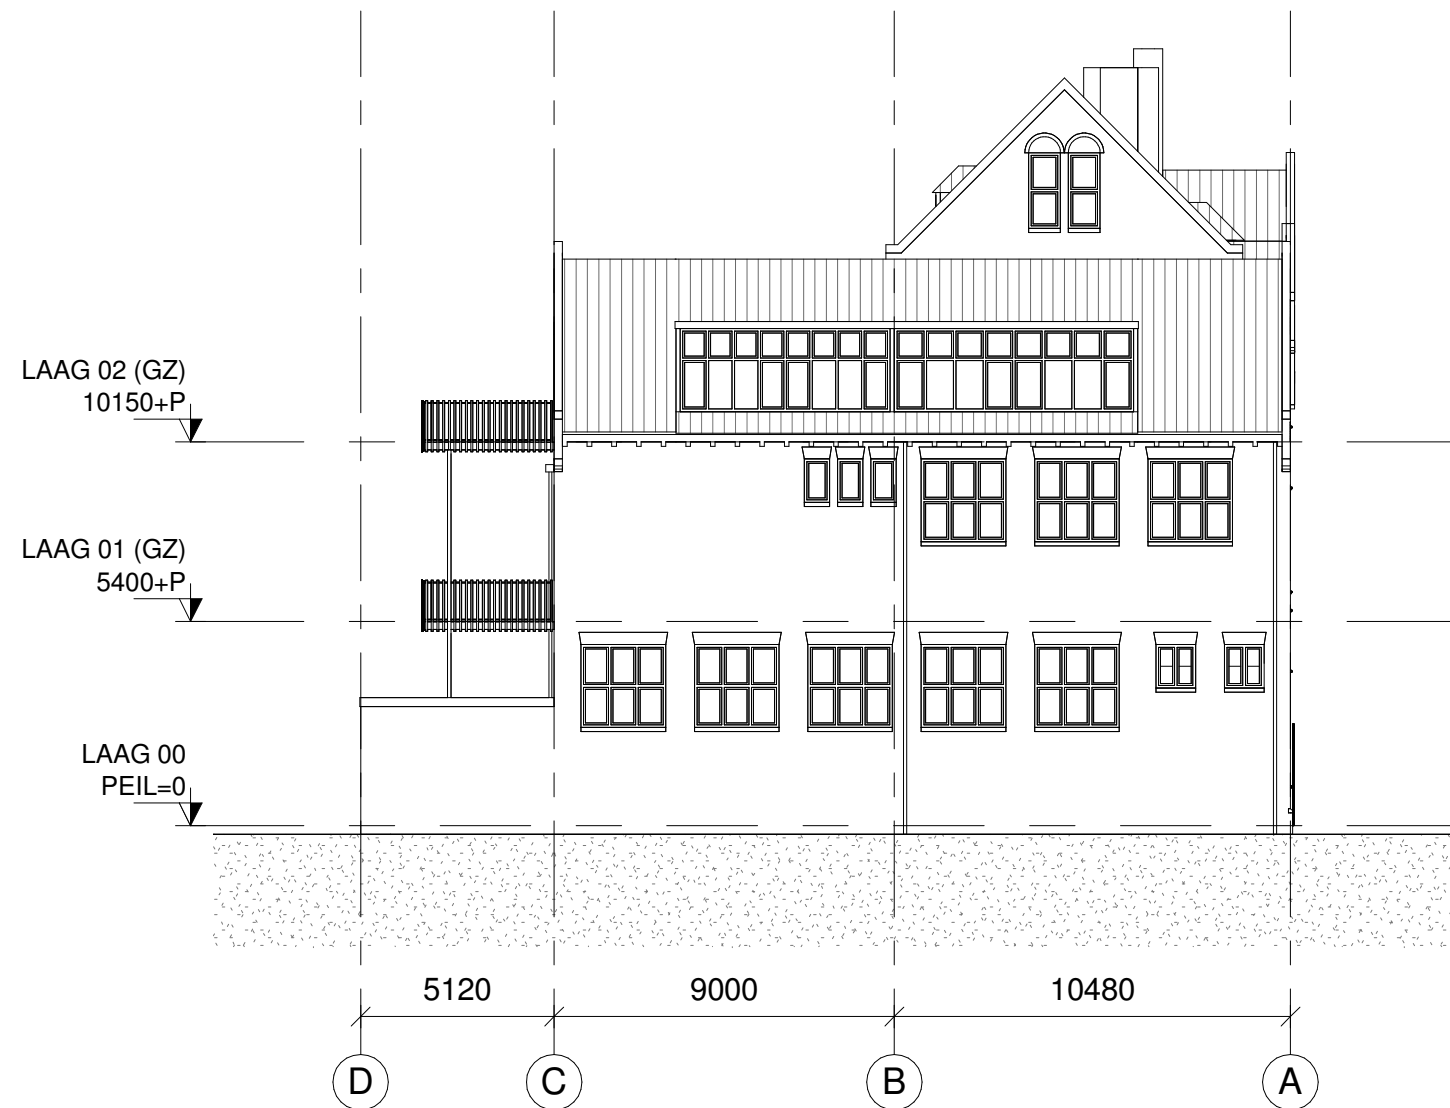 LAAG 02 (GZ)
10150+P
LAAG 01 (GZ)
5400+P
LAAG 00
PEIL=0
5120
9000
10480
D
C
B
A